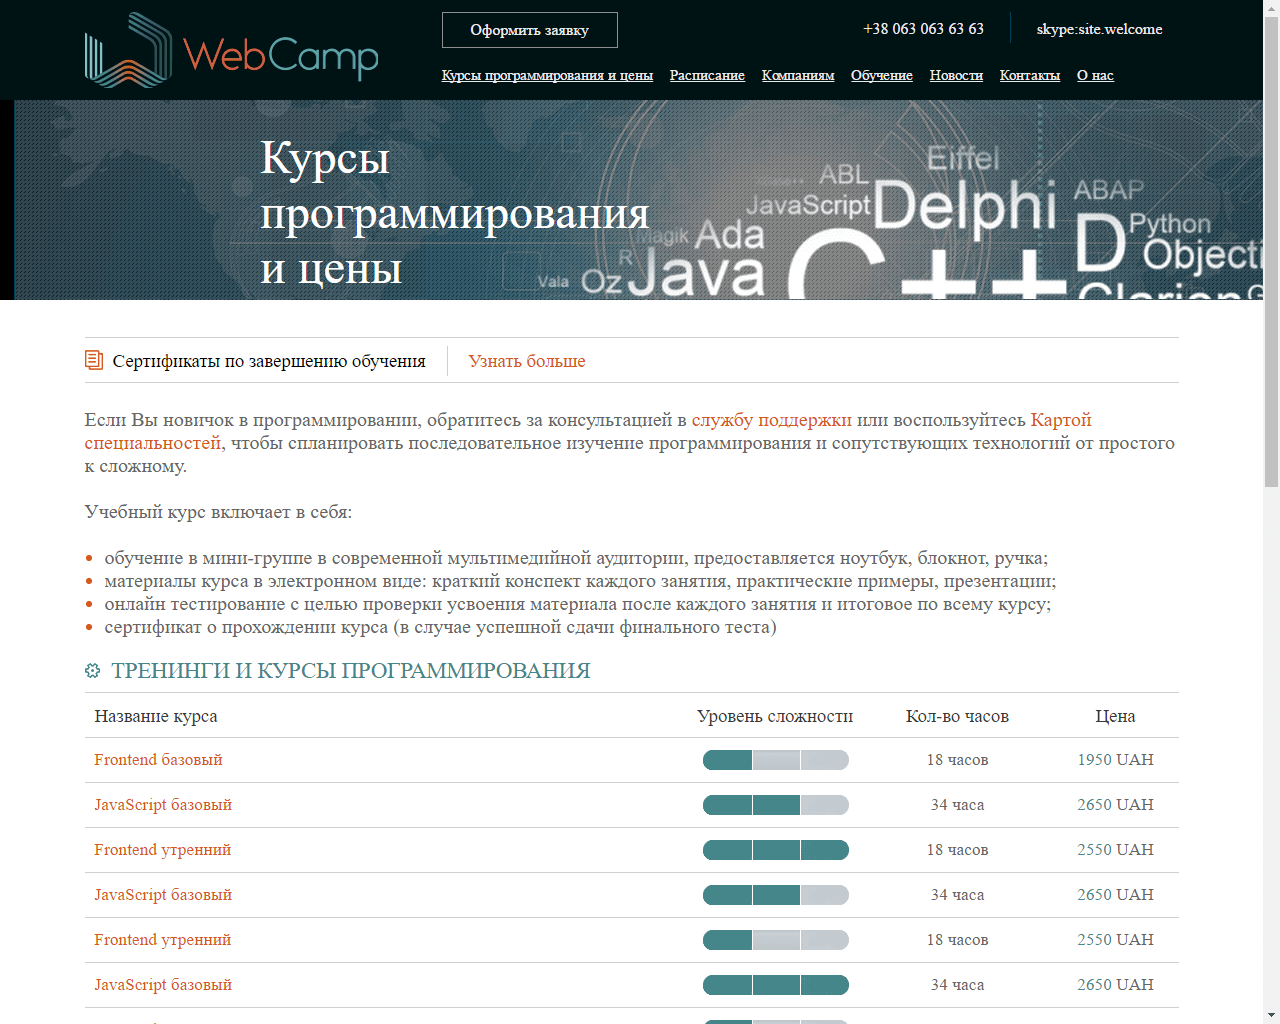 WebCamp
Оформить заявку
+38 063 063 63 63
skype:site.welcome
Курсы программирования и цены Расписание Компаниям Обучение Новости Контакты О нас
Курсы
программирования
и цены
Eiffel
ABL
Delphi
ABAP
JavaScript
Python
Magik
Ada
D
Objecti
R
Vala
Oz
Java
C++
Clarion
Сертификаты по завершению обучения
Узнать больше
Если Вы новичок в программировании, обратитесь за консультацией в службу поддержки или воспользуйтесь Картой
специальностей, чтобы спланировать последовательное изучение программирования и сопутствующих технологий от простого
к сложному.
Учебный курс включает в себя:
обучение в мини-группе в современной мультимедийной аудитории, предоставляется ноутбук, блокнот, ручка;
материалы курса в электронном виде: краткий конспект каждого занятия, практические примеры, презентации;
онлайн тестирование с целью проверки усвоения материала после каждого занятия и итоговое по всему курсу;
сертификат о прохождении курса (в случае успешной сдачи финального теста)
ТРЕНИНГИ И КУРСЫ ПРОГРАММИРОВАНИЯ
Название курса Уровень сложности Кол-во часов Цена
Frontend базовый 18 часов 1950 UAH
JavaScript базовый 34 часа 2650 UAH
Frontend утренний 18 часов 2550 UAH
JavaScript базовый 34 часа 2650 UAH
Frontend утренний 18 часов 2550 UAH
JavaScript базовый 34 часа 2650 UAH